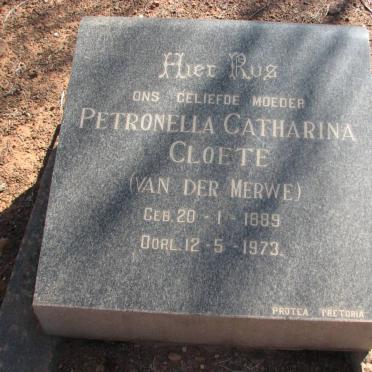 Hier Rus
ONS GELIEFDE MOEDER
PETRONELLA CATHARINA
CLOETE
(VAN DER MERWE)
GEB. 20-1-1889
OORL. 12-5-1973.
PROTEA PRETORIA